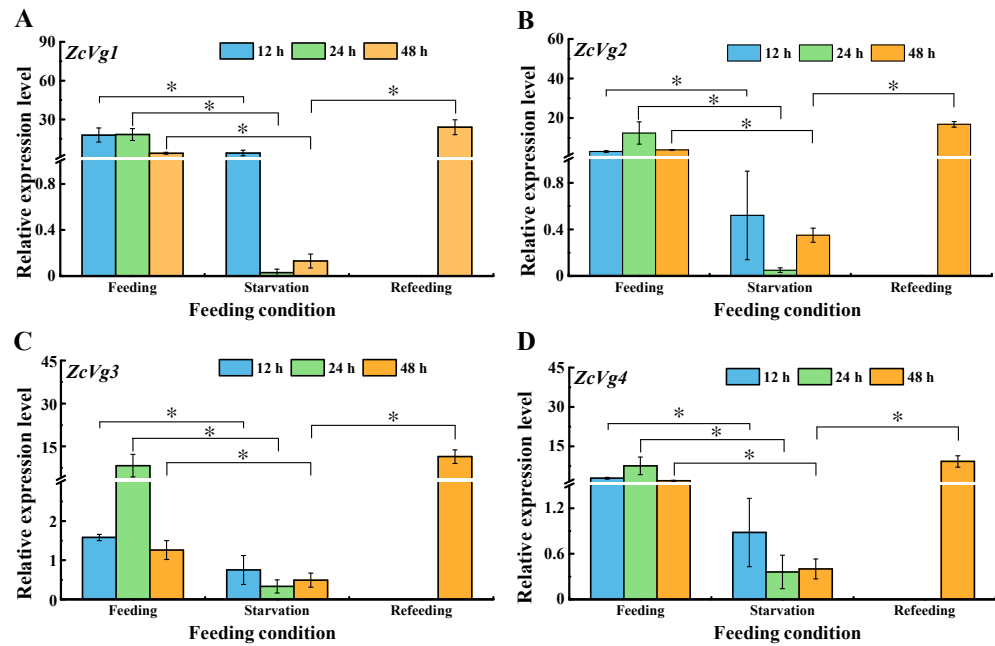 A
ZcVg1
12 h 24 h 48 h
Relative expression level
90
60
30
0.8
0.4
0
* * * *
Feeding Starvation Refeeding
Feeding condition
B
ZcVg2
12 h 24 h 48 h
Relative expression level
60
40
20
0.8
0.4
0
* * * *
Feeding Starvation Refeeding
Feeding condition
C
ZcVg3
12 h 24 h 48 h
Relative expression level
45
30
15
2
1
0
* * * *
Feeding Starvation Refeeding
Feeding condition
D
ZcVg4
12 h 24 h 48 h
Relative expression level
45
30
15
1.2
0.6
0
* * * *
Feeding Starvation Refeeding
Feeding condition